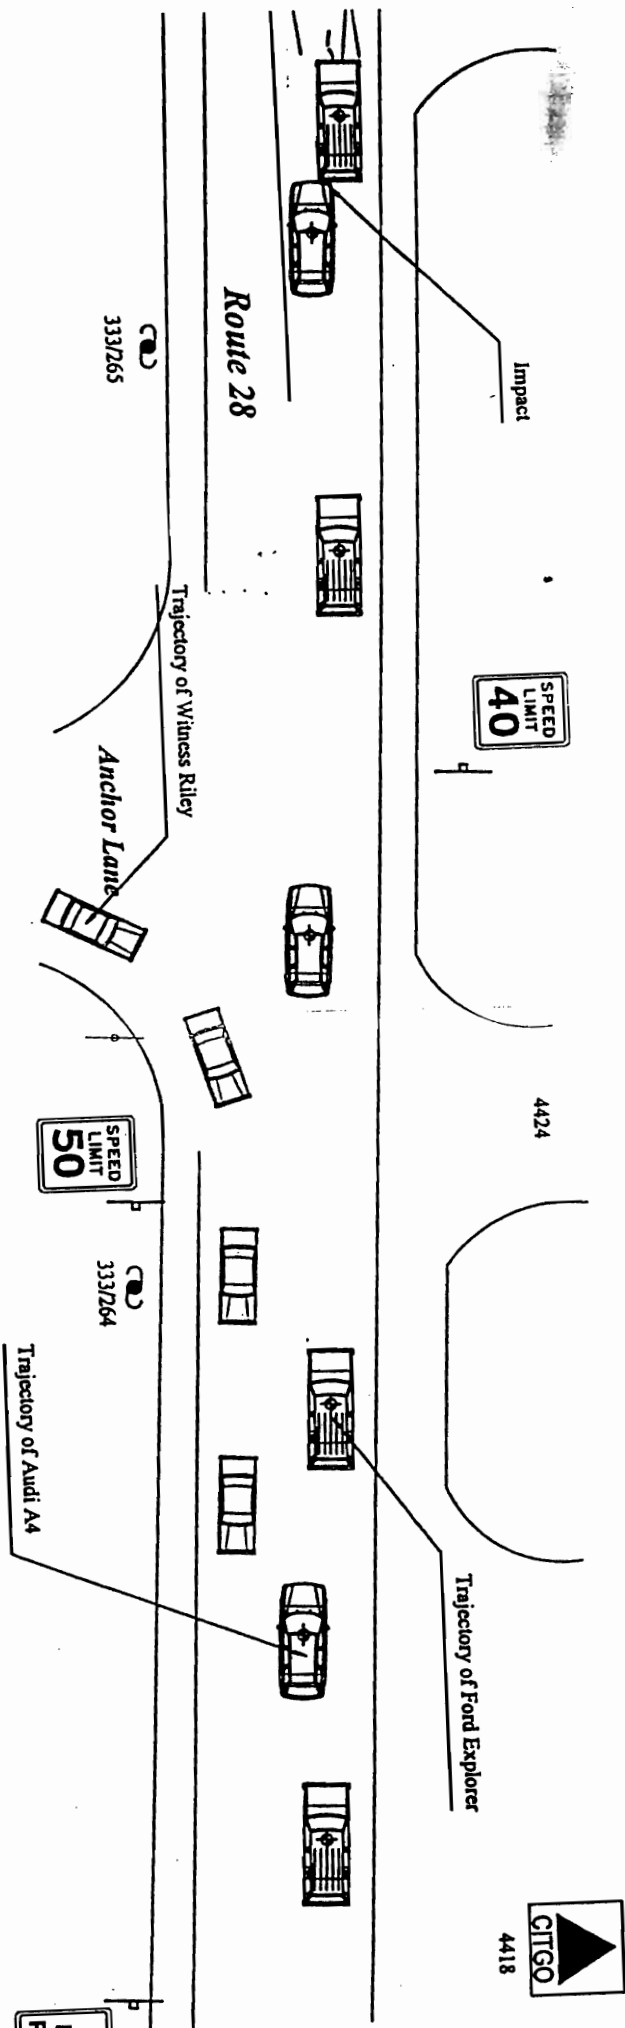 Impact
Route 28
333/265
Trajectory of Witness Riley
SPEED
LIMIT
40
Anchor Lane
4424
SPEED
LIMIT
50
333/264
Trajectory of Audi A4
Trajectory of Ford Explorer
CITGO
4418